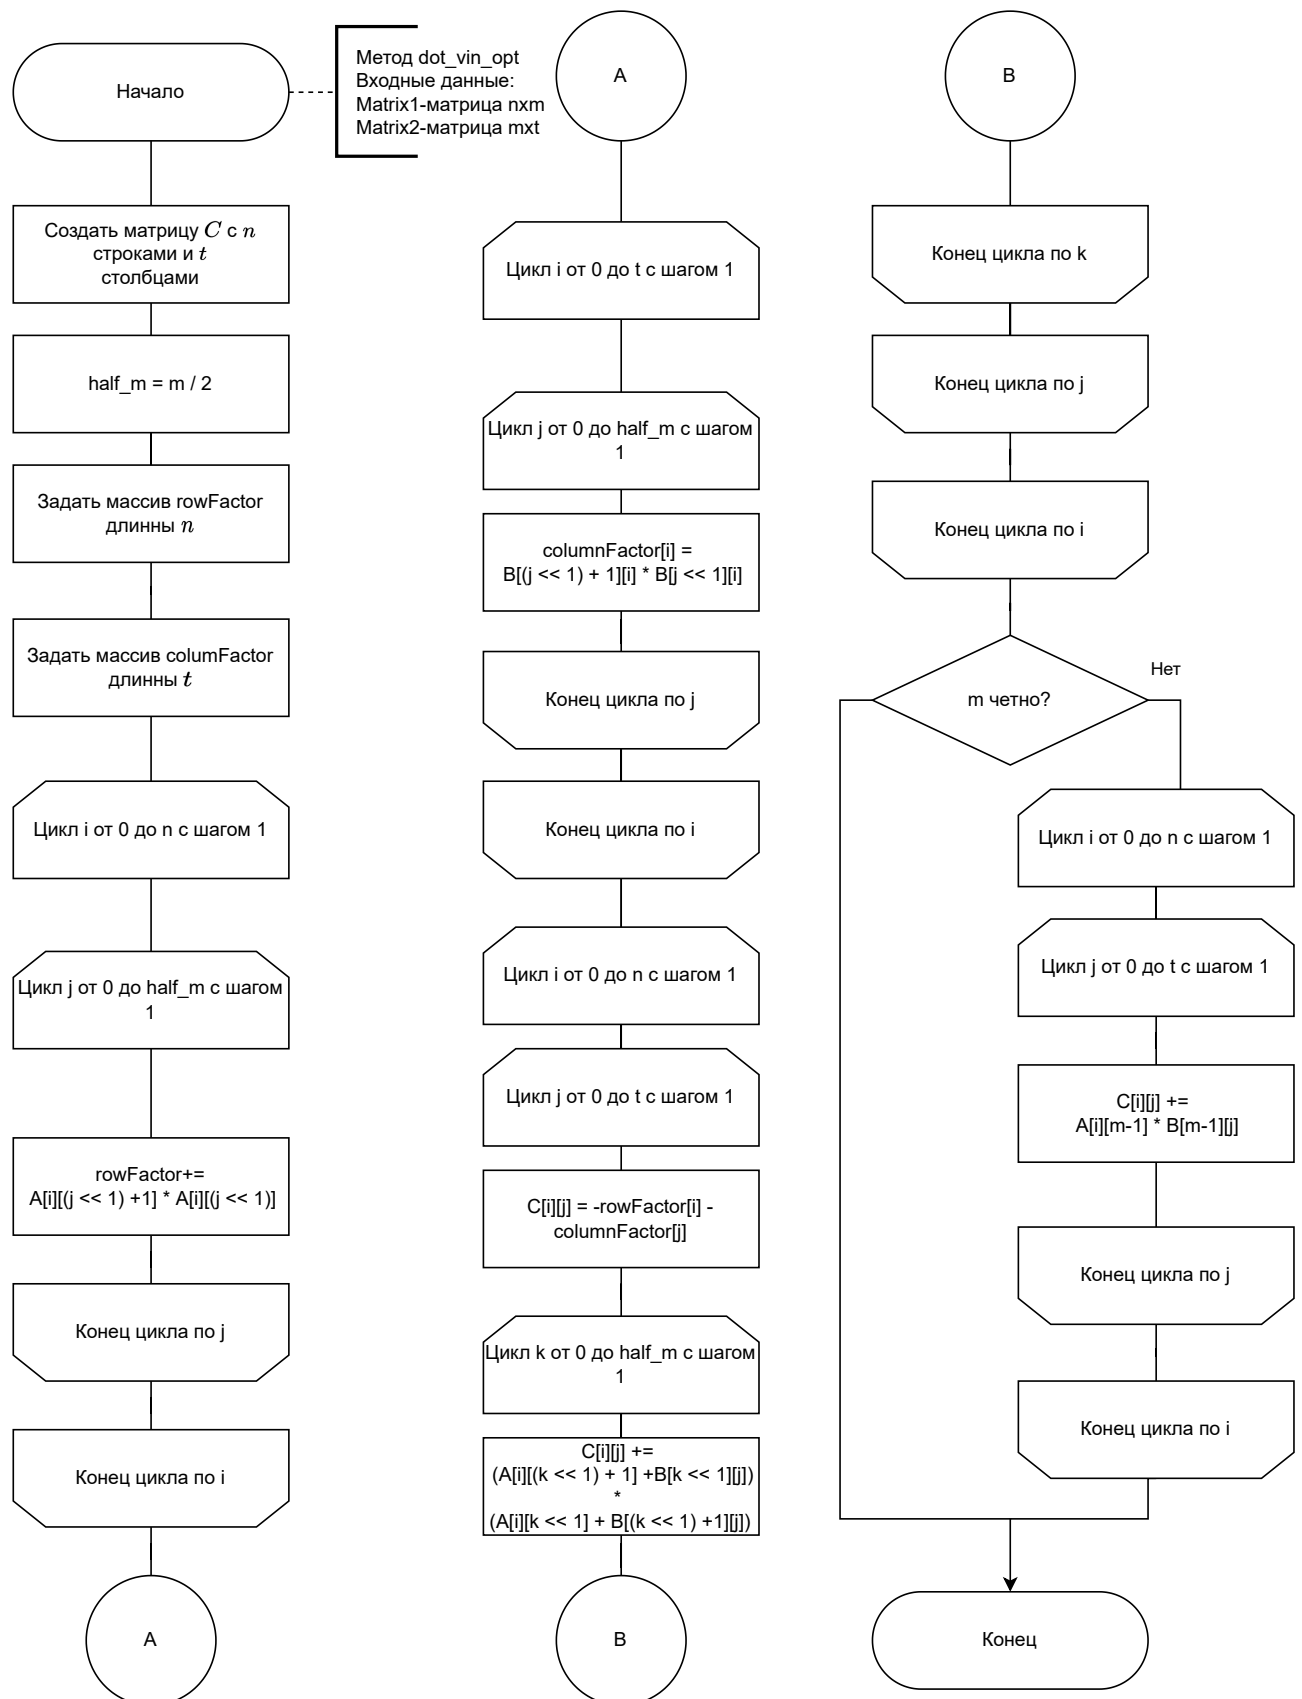 Начало
Метод dot_vin_opt
Входные данные:
Matrix1-матрица nxm
Matrix2-матрица mxt
Создать матрицу C с n
строками и t
столбцами
half_m = m / 2
Задать массив rowFactor
длинны n
Задать массив columFactor
длинны t
Цикл i от 0 до n с шагом 1
Цикл j от 0 до half_m с шагом
1
rowFactor+=
A[i][(j << 1) +1] * A[i][(j << 1)]
Конец цикла по j
Конец цикла по i
A
A
Цикл i от 0 до t с шагом 1
Цикл j от 0 до half_m с шагом
1
columnFactor[i] =
B[(j << 1) + 1][i] * B[j << 1][i]
Конец цикла по j
Конец цикла по i
Цикл i от 0 до n с шагом 1
Цикл j от 0 до t с шагом 1
C[i][j] = -rowFactor[i] -
columnFactor[j]
Цикл k от 0 до half_m с шагом
1
C[i][j] +=
(A[i][(k << 1) + 1] +B[k << 1][j])
*
(A[i][k << 1] + B[(k << 1) +1][j])
B
B
Конец цикла по k
Конец цикла по j
Конец цикла по i
m четно?
Нет
Цикл i от 0 до n с шагом 1
Цикл j от 0 до t с шагом 1
C[i][j] +=
A[i][m-1] * B[m-1][j]
Конец цикла по j
Конец цикла по i
Конец